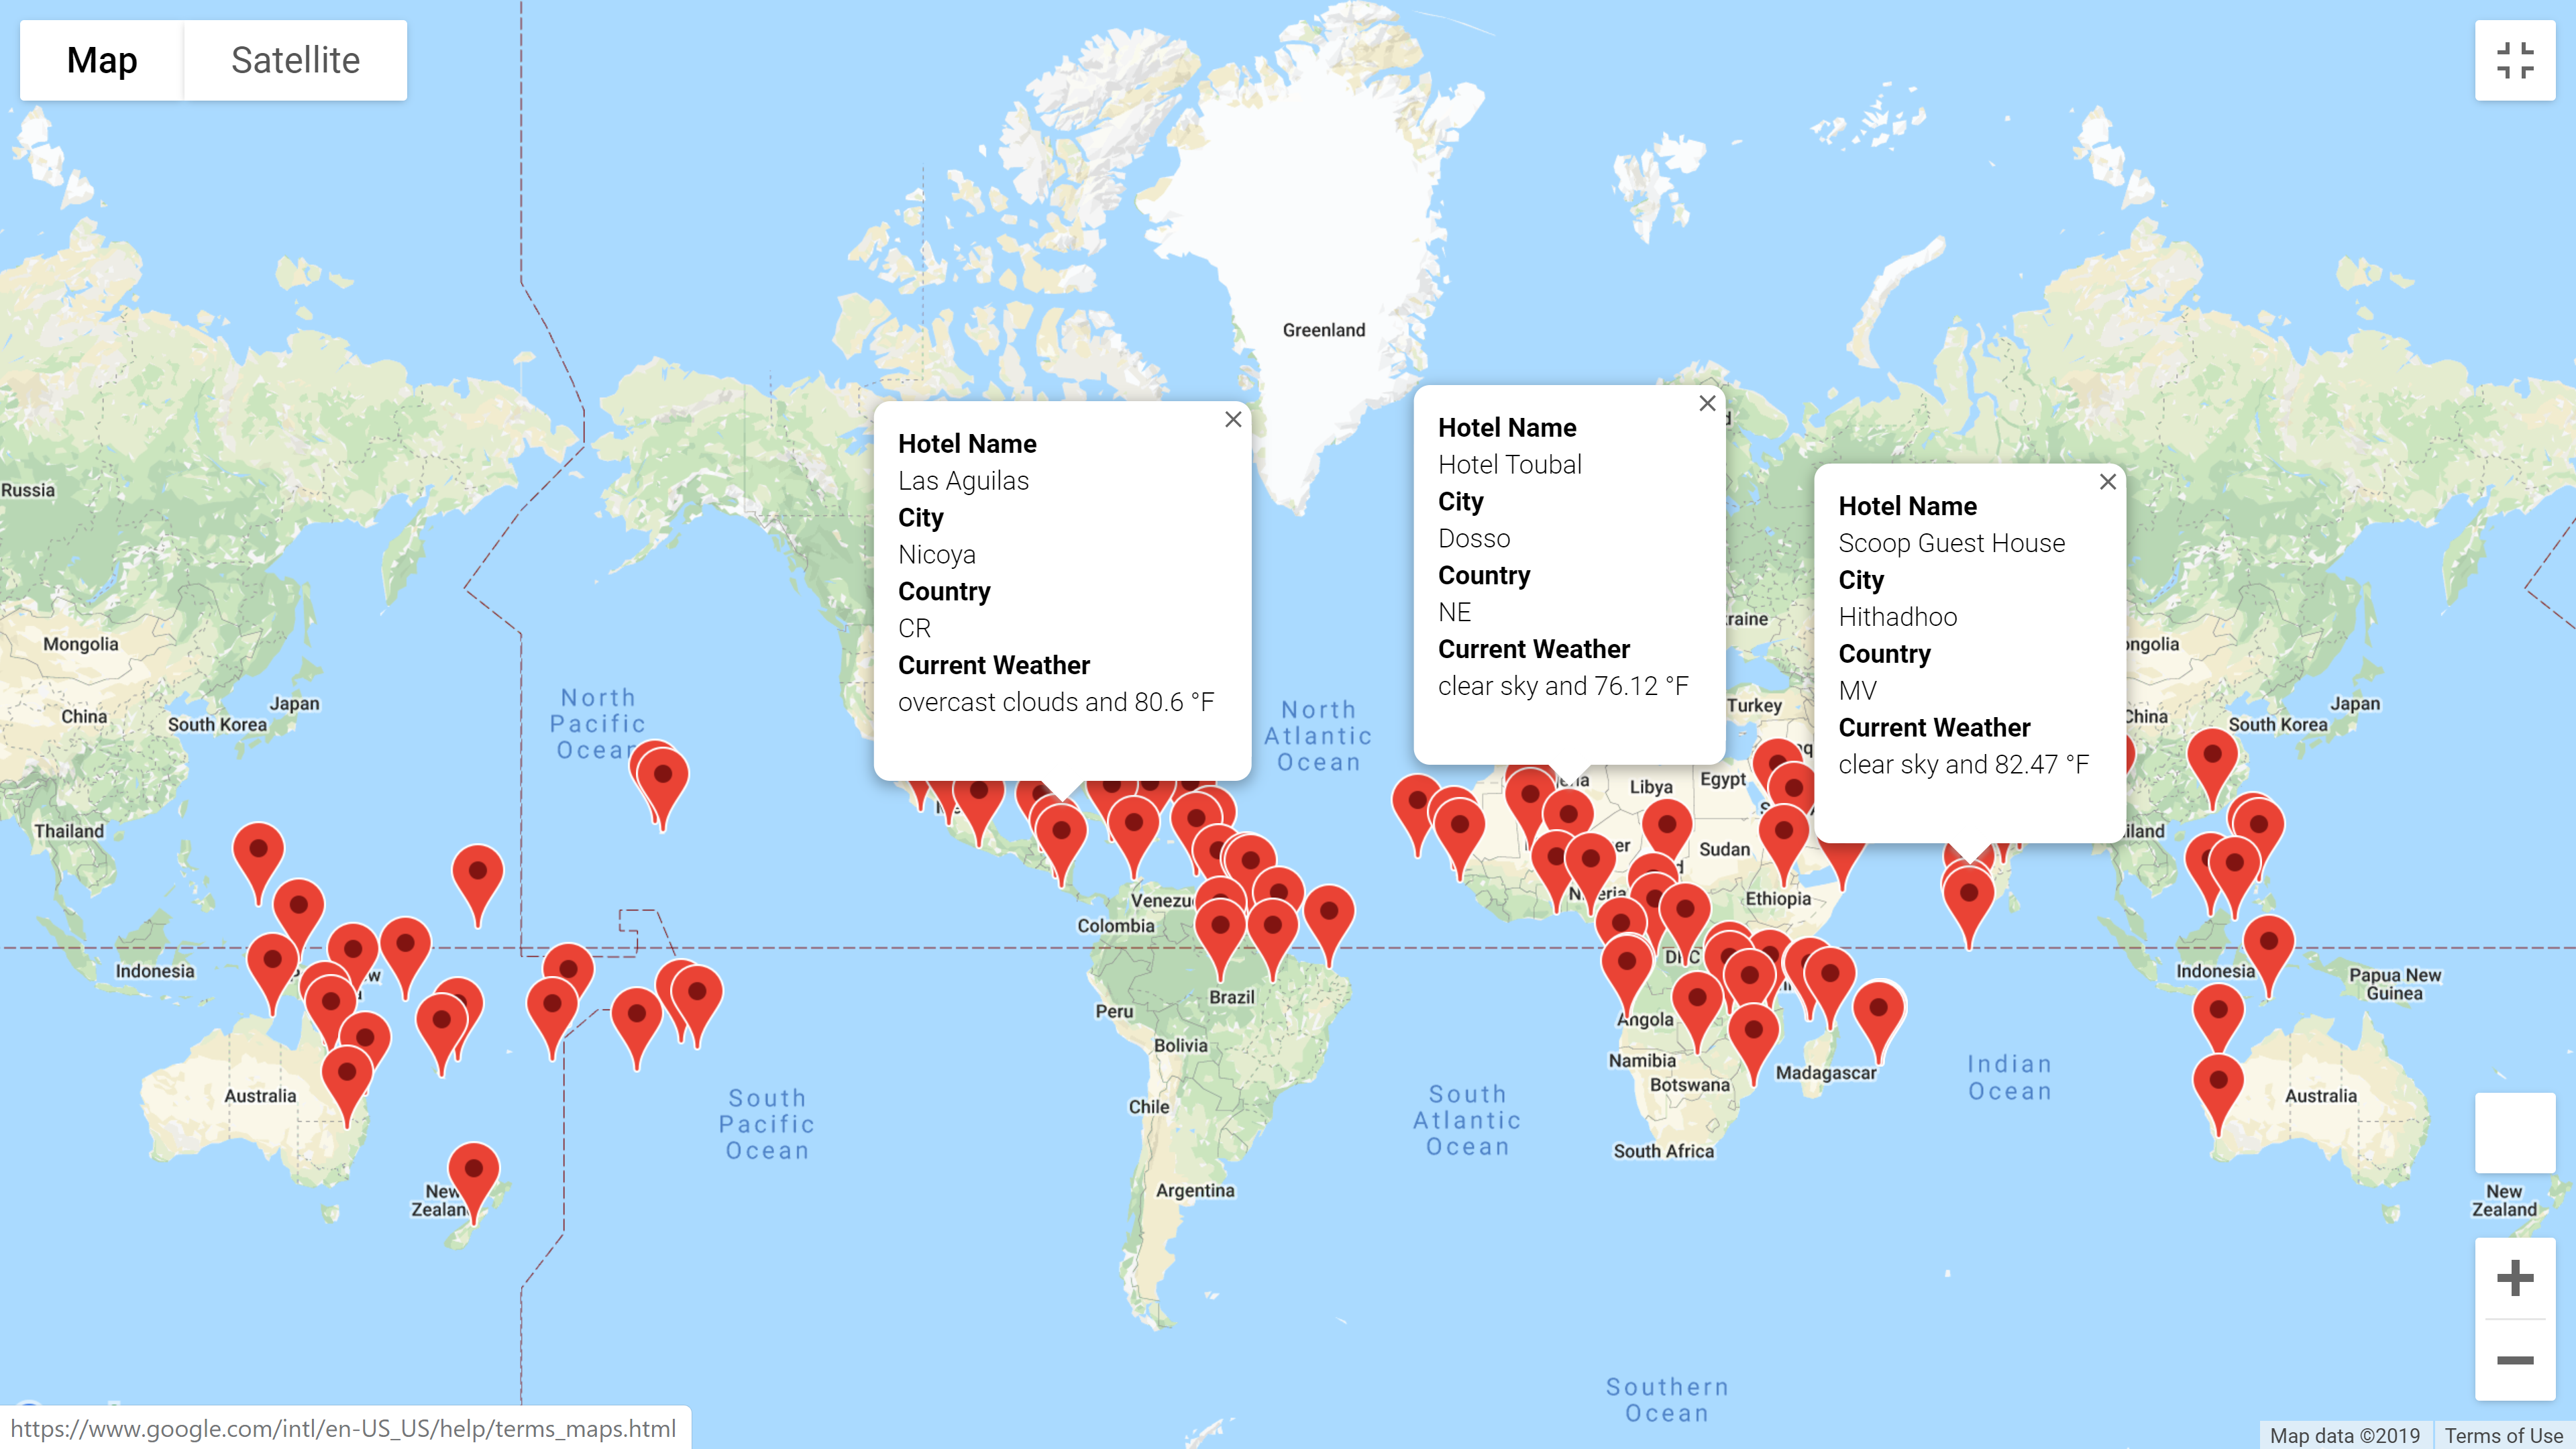 Map
Satellite
Greenland
Hotel Name
Las Aguilas
City
Nicoya
Country
CR
Current Weather
overcast clouds and 80.6 °F
Hotel Name
Hotel Toubal
City
Dosso
Country
NE
Current Weather
clear sky and 76.12 °F
Hotel Name
Scoop Guest House
City
Hithadhoo
Country
MV
Current Weather
clear sky and 82.47 °F
Russia
Mongolia
China
South Korea
Japan
Thailand
Indonesia
Australia
New
North
Pacific
Ocean
South
Pacific
Ocean
North
Atlantic
Ocean
South
Atlantic
Ocean
Colombia
Peru
Brazil
Bolivia
Chile
Argentina
Turkey
Libya
Egypt
Sudan
Ethiopia
Angola
Namibia
Botswana
Madagascar
South Africa
Indian
Ocean
China
South Korea
Japan
Indonesia
Papua New
Guinea
Australia
New
Zealand
Southern
Ocean
https://www.google.com/intl/en-US_US/help/terms_maps.html
Map data ©2019
Terms of Use